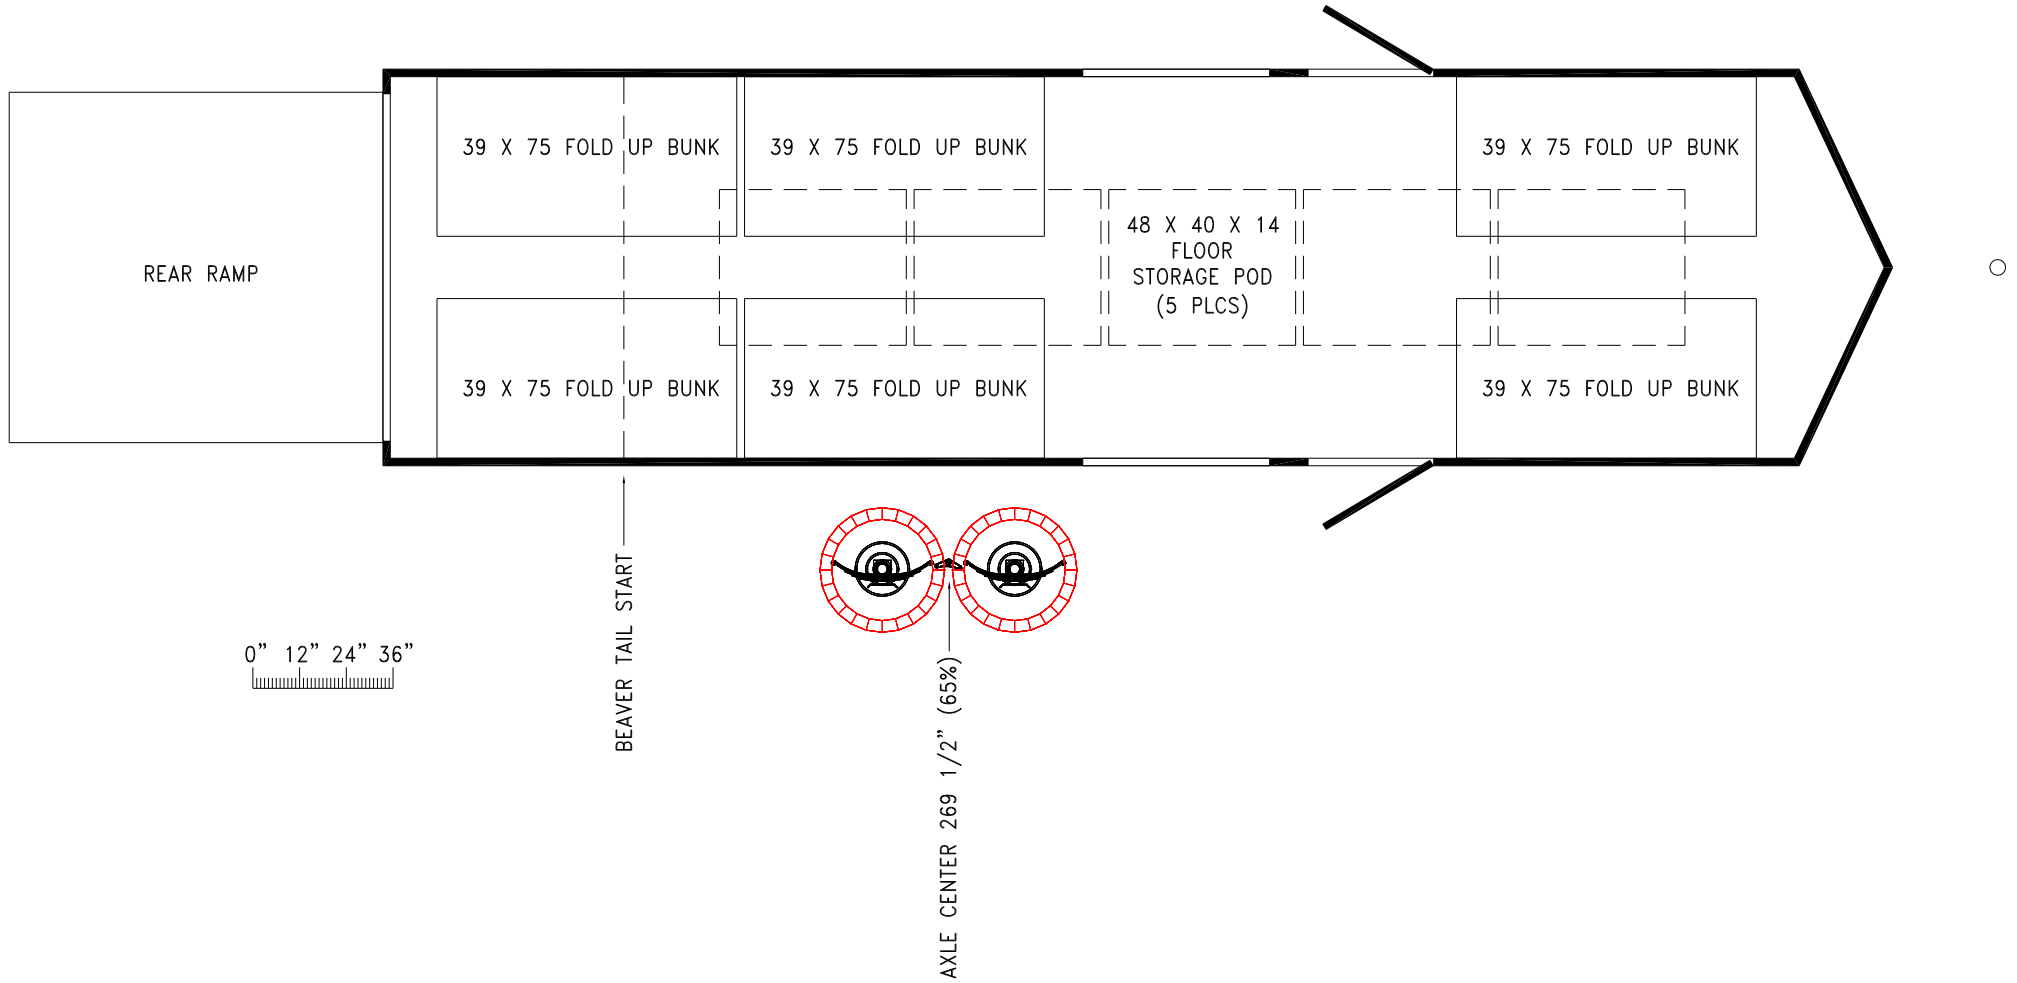 39 X 75 FOLD UP BUNK
39 X 75 FOLD UP BUNK
39 X 75 FOLD UP BUNK
48 X 40 X 14
FLOOR
STORAGE POD
(5 PLCS)
REAR RAMP
39 X 75 FOLD UP BUNK
39 X 75 FOLD UP BUNK
39 X 75 FOLD UP BUNK
0" 12" 24" 36"
BEAVER TAIL START
AXLE CENTER 269 1/2" (65%)